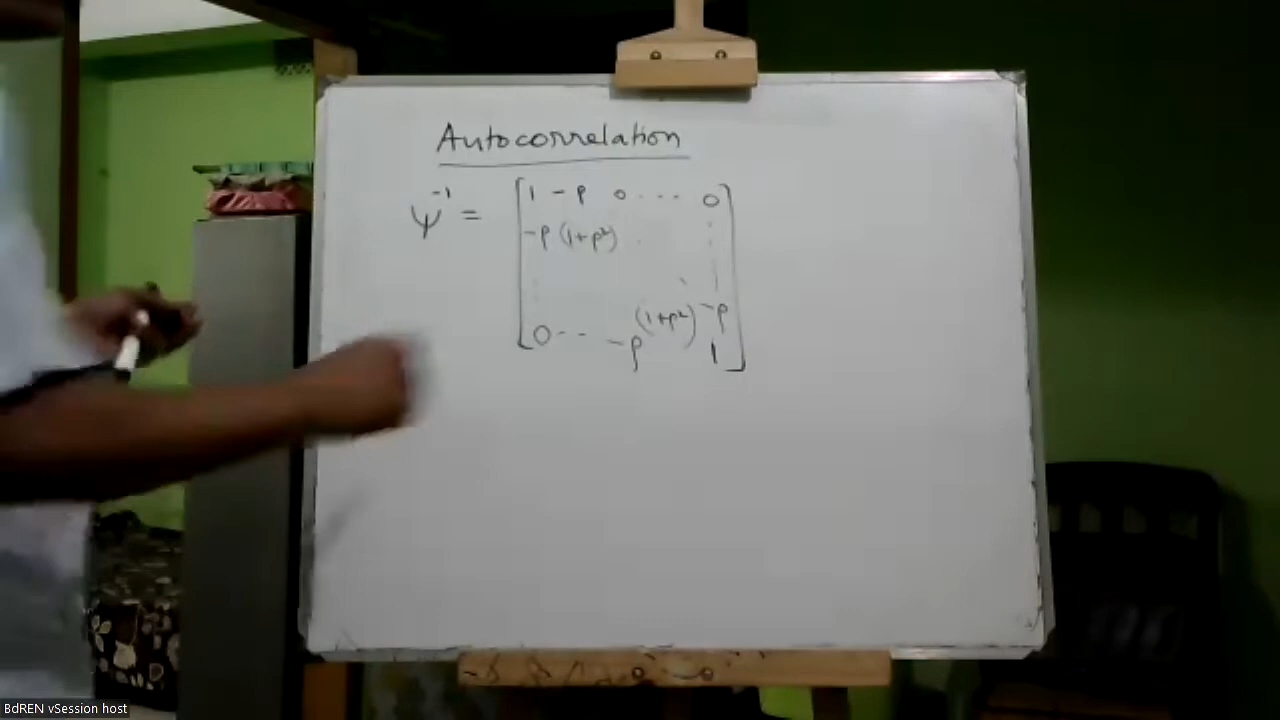 Autocorrelation
ψ⁻¹ =
1 -ρ 0 .... 0
-ρ (1+ρ²)
(1+ρ²) -ρ
0 -- -ρ 1
BdREN vSession host